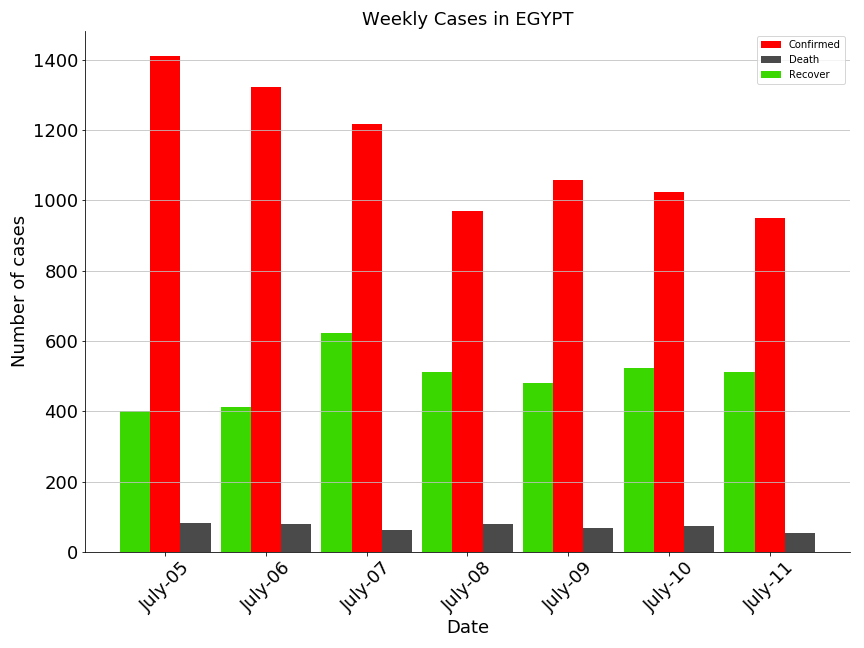 Weekly Cases in EGYPT
Confirmed
Death
Recover
Number of cases
1400
1200
1000
800
600
400
200
0
July-05
July-06
July-07
July-08
July-09
July-10
July-11
Date